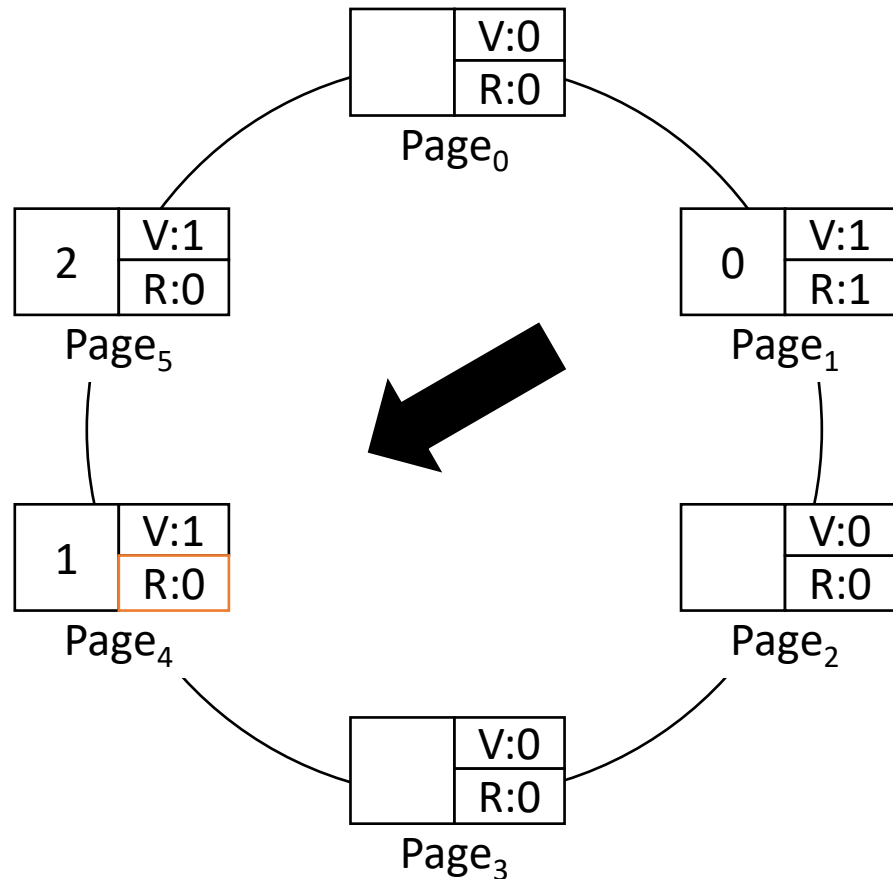 V:0
R:0
Page₀
2
V:1
R:0
Page₅
0
V:1
R:1
Page₁
1
V:1
R:0
Page₄
V:0
R:0
Page₂
V:0
R:0
Page₃